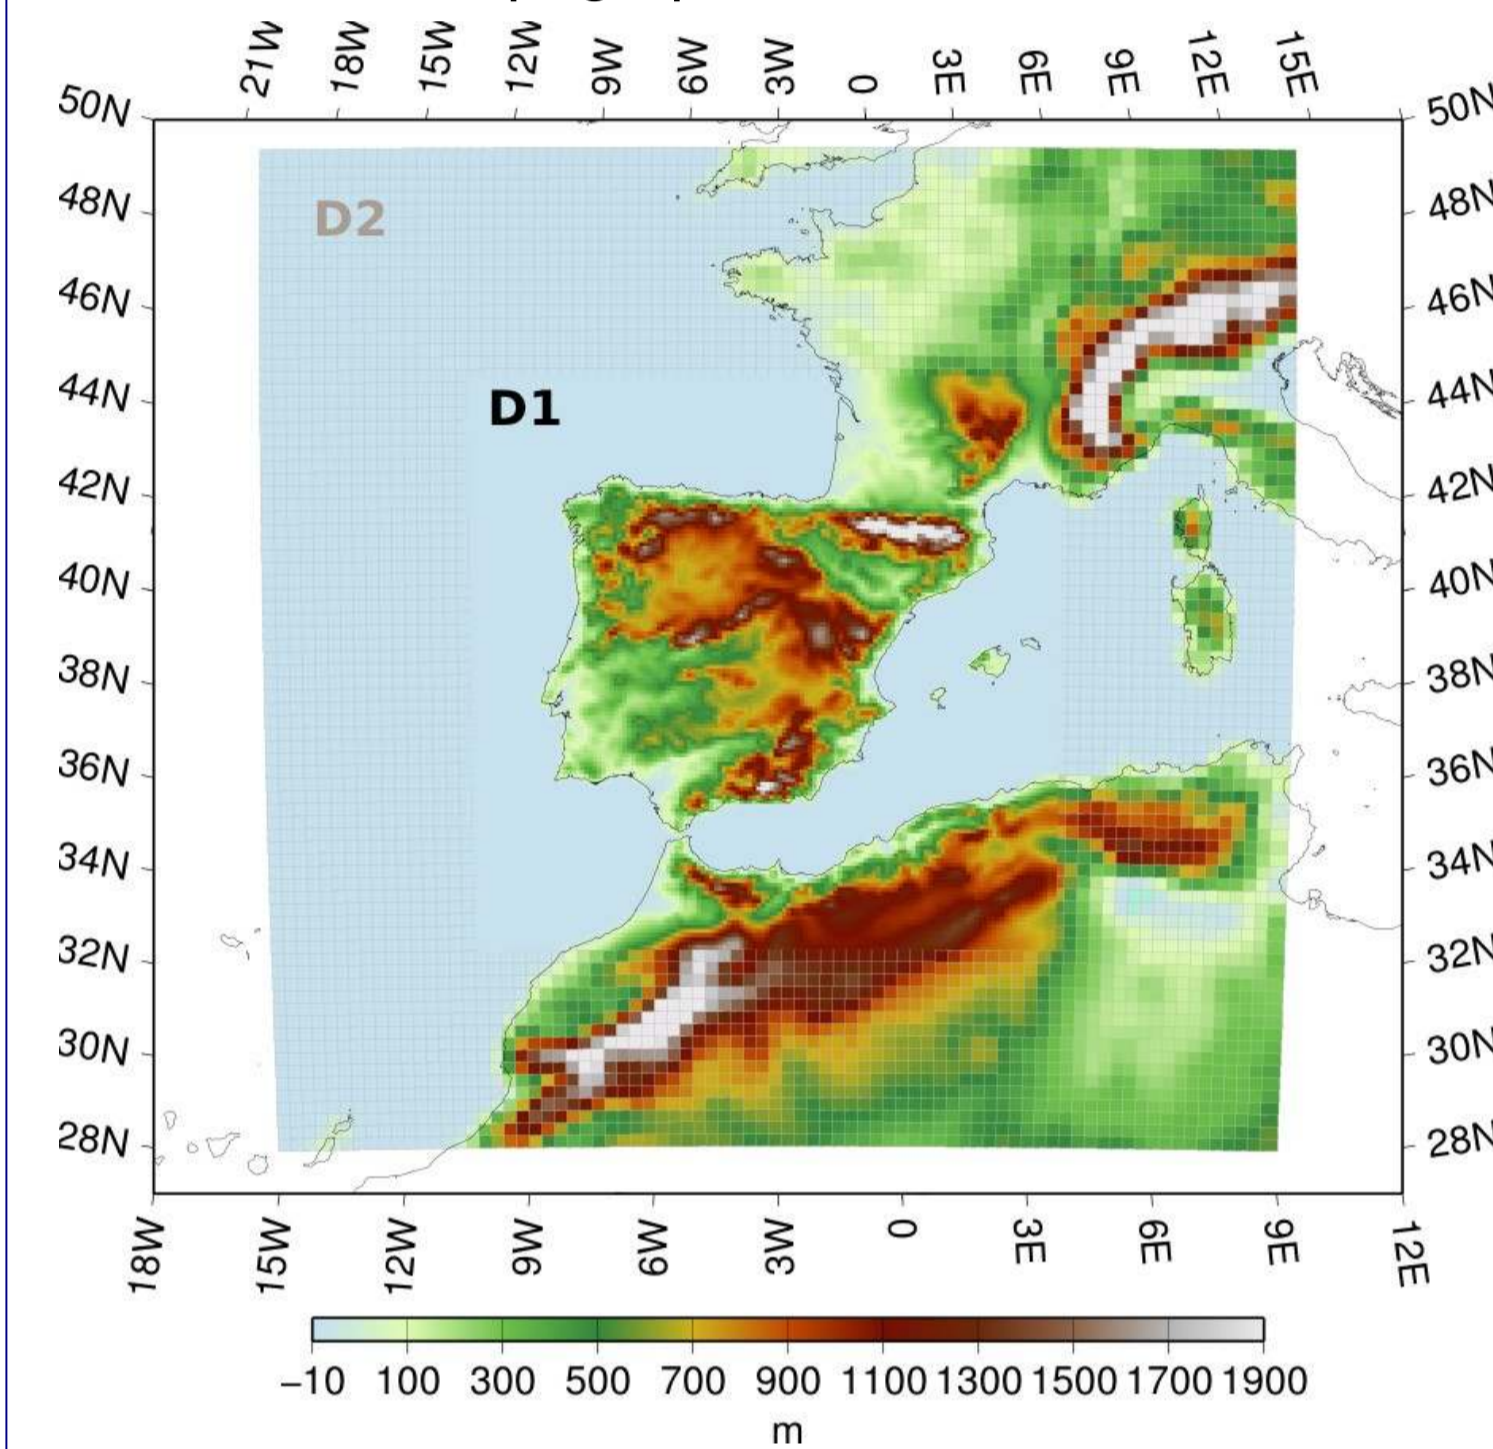 21W 18W 15W 12W 9W 6W 3W 0 3E 6E 9E 12E 15E
50N 50N
D2
48N 48N
46N 46N
D1
44N 44N
42N 42N
40N 40N
38N 38N
36N 36N
34N 34N
32N 32N
30N 30N
28N 28N
18W 15W 12W 9W 6W 3W 0 3E 6E 9E 12E
−10 100 300 500 700 900 1100 1300 1500 1700 1900
m